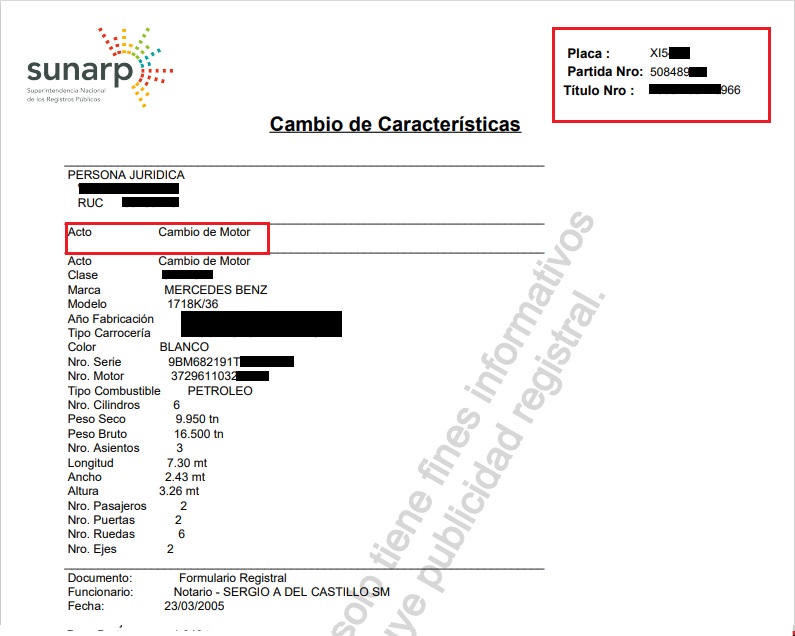 sunarp
Superintendencia Nacional
de los Registros Públicos
Placa : XI5
Partida Nro: 508489
Título Nro : 966
Cambio de Características
PERSONA JURIDICA
RUC
Acto Cambio de Motor
Acto Cambio de Motor
Clase
Marca MERCEDES BENZ
Modelo 1718K/36
Año Fabricación
Tipo Carrocería
Color BLANCO
Nro. Serie 9BM682191T
Nro. Motor 3729611032
Tipo Combustible PETROLEO
Nro. Cilindros 6
Peso Seco 9.950 tn
Peso Bruto 16.500 tn
Nro. Asientos 3
Longitud 7.30 mt
Ancho 2.43 mt
Altura 3.26 mt
Nro. Pasajeros 2
Nro. Puertas 2
Nro. Ruedas 6
Nro. Ejes 2
Documento: Formulario Registral
Funcionario: Notario - SERGIO A DEL CASTILLO SM
Fecha: 23/03/2005
solo tiene fines informativos
uye publicidad registral.